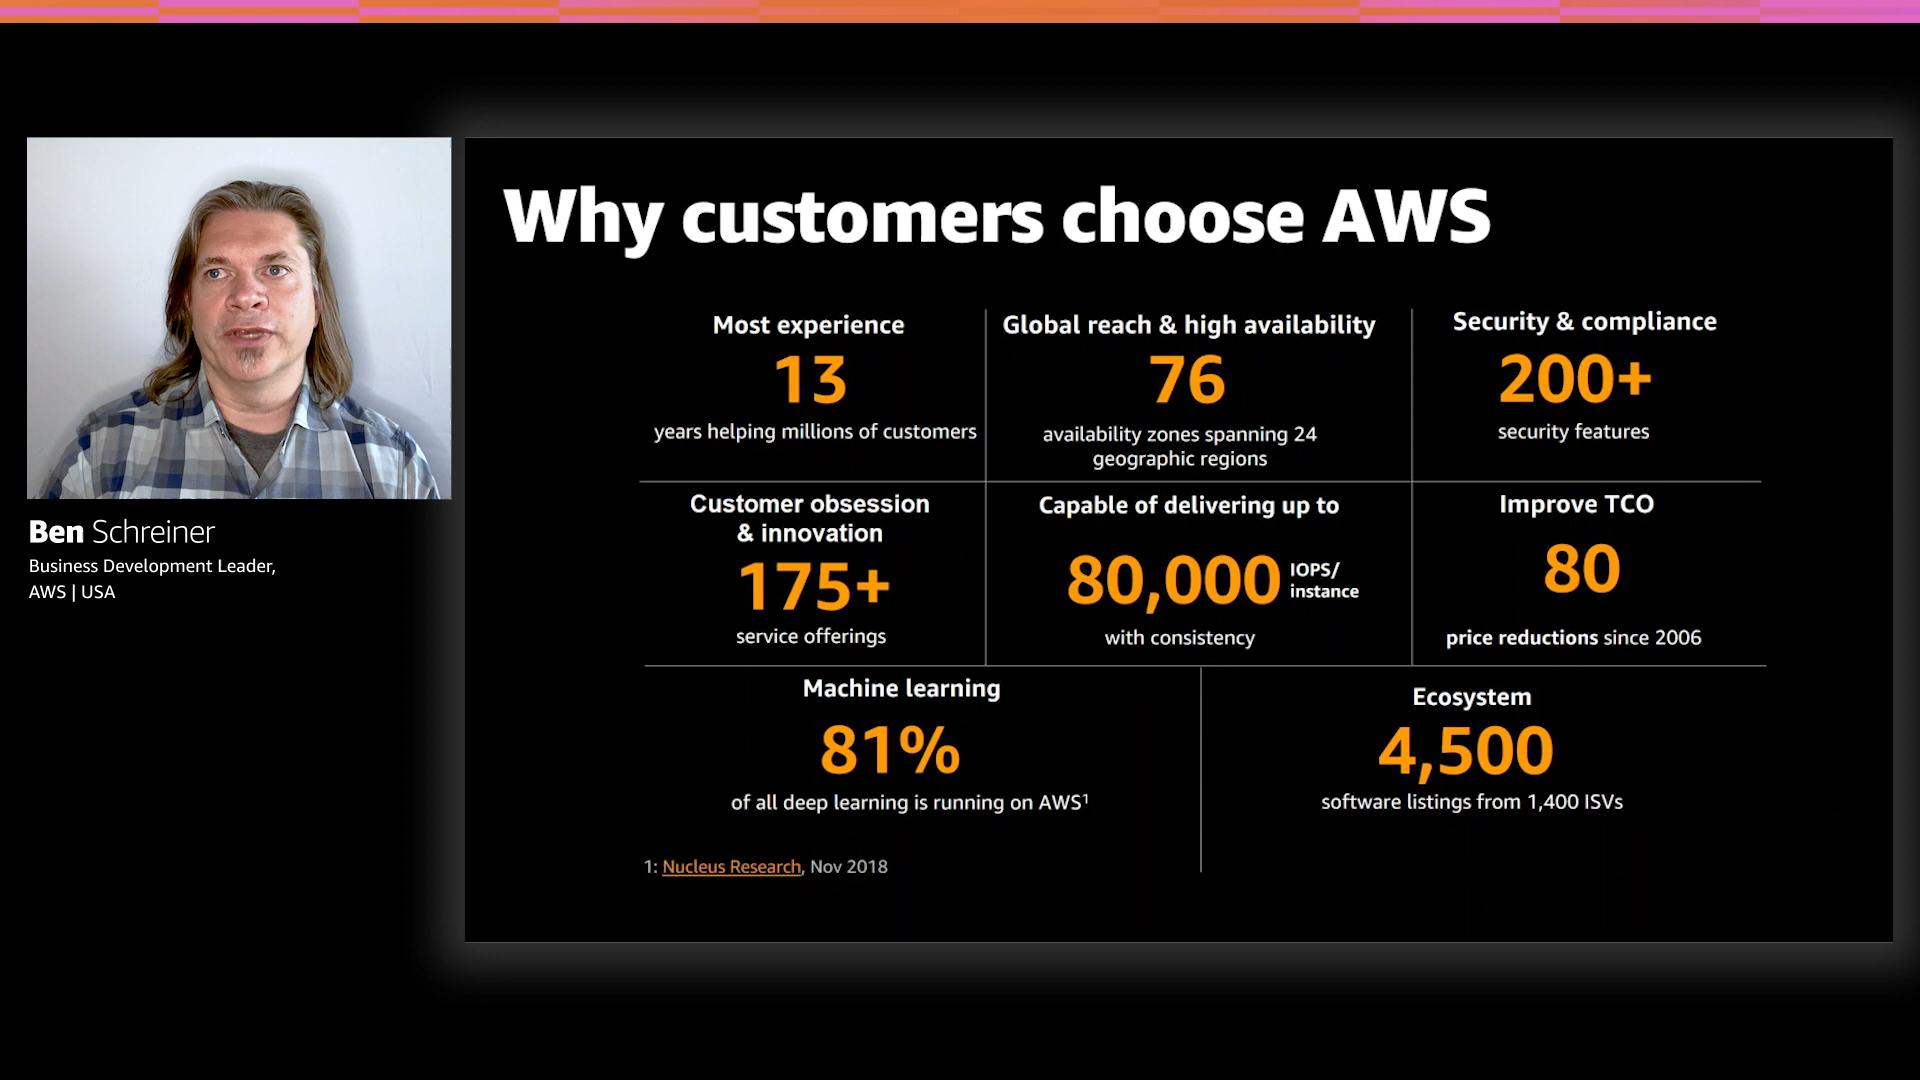 Why customers choose AWS
Most experience
13
years helping millions of customers
Global reach & high availability
76
availability zones spanning 24
geographic regions
Security & compliance
200+
security features
Customer obsession
& innovation
175+
service offerings
Capable of delivering up to
80,000 IOPS/
instance
with consistency
Improve TCO
80
price reductions since 2006
Machine learning
81%
of all deep learning is running on AWS¹
Ecosystem
4,500
software listings from 1,400 ISVs
1: Nucleus Research, Nov 2018
Ben Schreiner
Business Development Leader,
AWS | USA